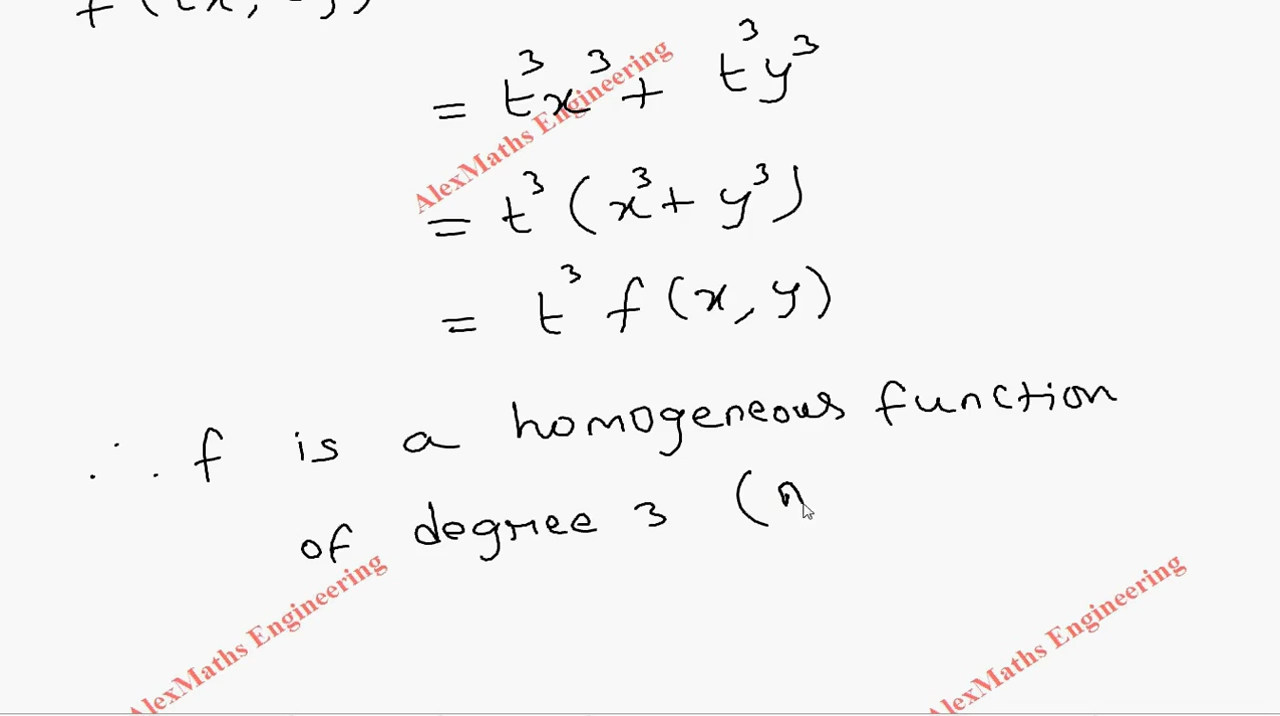 = t³x³ + t³y³
= t³ (x³ + y³)
= t³ f(x, y)
∴ f is a homogeneous function
of degree 3 (n
AlexMaths Engineering
AlexMaths Engineering
AlexMaths Engineering